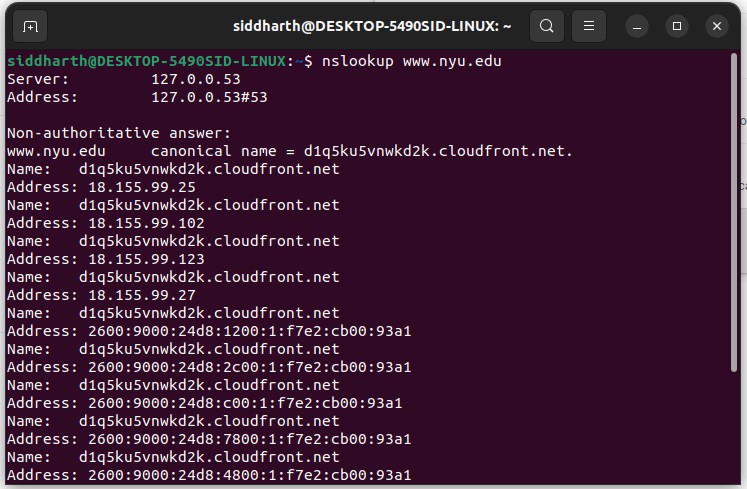 siddharth@DESKTOP-5490SID-LINUX: ~
siddharth@DESKTOP-5490SID-LINUX:~$ nslookup www.nyu.edu
Server:		127.0.0.53
Address:	127.0.0.53#53

Non-authoritative answer:
www.nyu.edu	canonical name = d1q5ku5vnwkd2k.cloudfront.net.
Name:	d1q5ku5vnwkd2k.cloudfront.net
Address: 18.155.99.25
Name:	d1q5ku5vnwkd2k.cloudfront.net
Address: 18.155.99.102
Name:	d1q5ku5vnwkd2k.cloudfront.net
Address: 18.155.99.123
Name:	d1q5ku5vnwkd2k.cloudfront.net
Address: 18.155.99.27
Name:	d1q5ku5vnwkd2k.cloudfront.net
Address: 2600:9000:24d8:1200:1:f7e2:cb00:93a1
Name:	d1q5ku5vnwkd2k.cloudfront.net
Address: 2600:9000:24d8:2c00:1:f7e2:cb00:93a1
Name:	d1q5ku5vnwkd2k.cloudfront.net
Address: 2600:9000:24d8:c00:1:f7e2:cb00:93a1
Name:	d1q5ku5vnwkd2k.cloudfront.net
Address: 2600:9000:24d8:7800:1:f7e2:cb00:93a1
Name:	d1q5ku5vnwkd2k.cloudfront.net
Address: 2600:9000:24d8:4800:1:f7e2:cb00:93a1